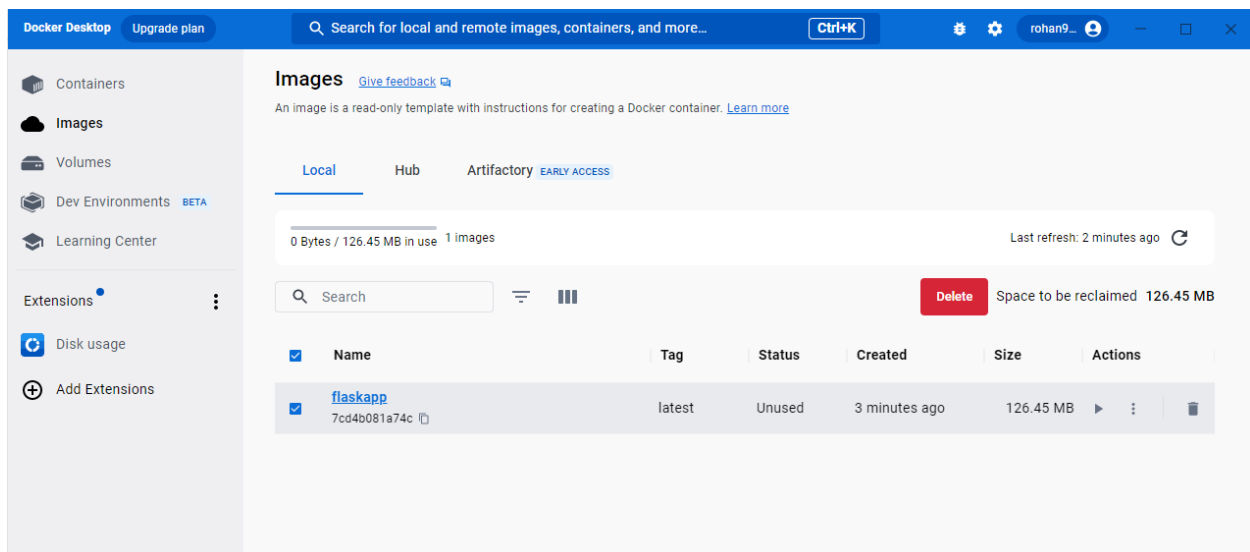 Docker Desktop Upgrade plan Search for local and remote images, containers, and more... Ctrl+K rohan9...
Containers
Images
Volumes
Dev Environments BETA
Learning Center
Extensions
Disk usage
Add Extensions
Images Give feedback
An image is a read-only template with instructions for creating a Docker container. Learn more
Local Hub Artifactory EARLY ACCESS
0 Bytes / 126.45 MB in use 1 images Last refresh: 2 minutes ago
Search Delete Space to be reclaimed 126.45 MB
Name Tag Status Created Size Actions
flaskapp
7cd4b081a74c latest Unused 3 minutes ago 126.45 MB